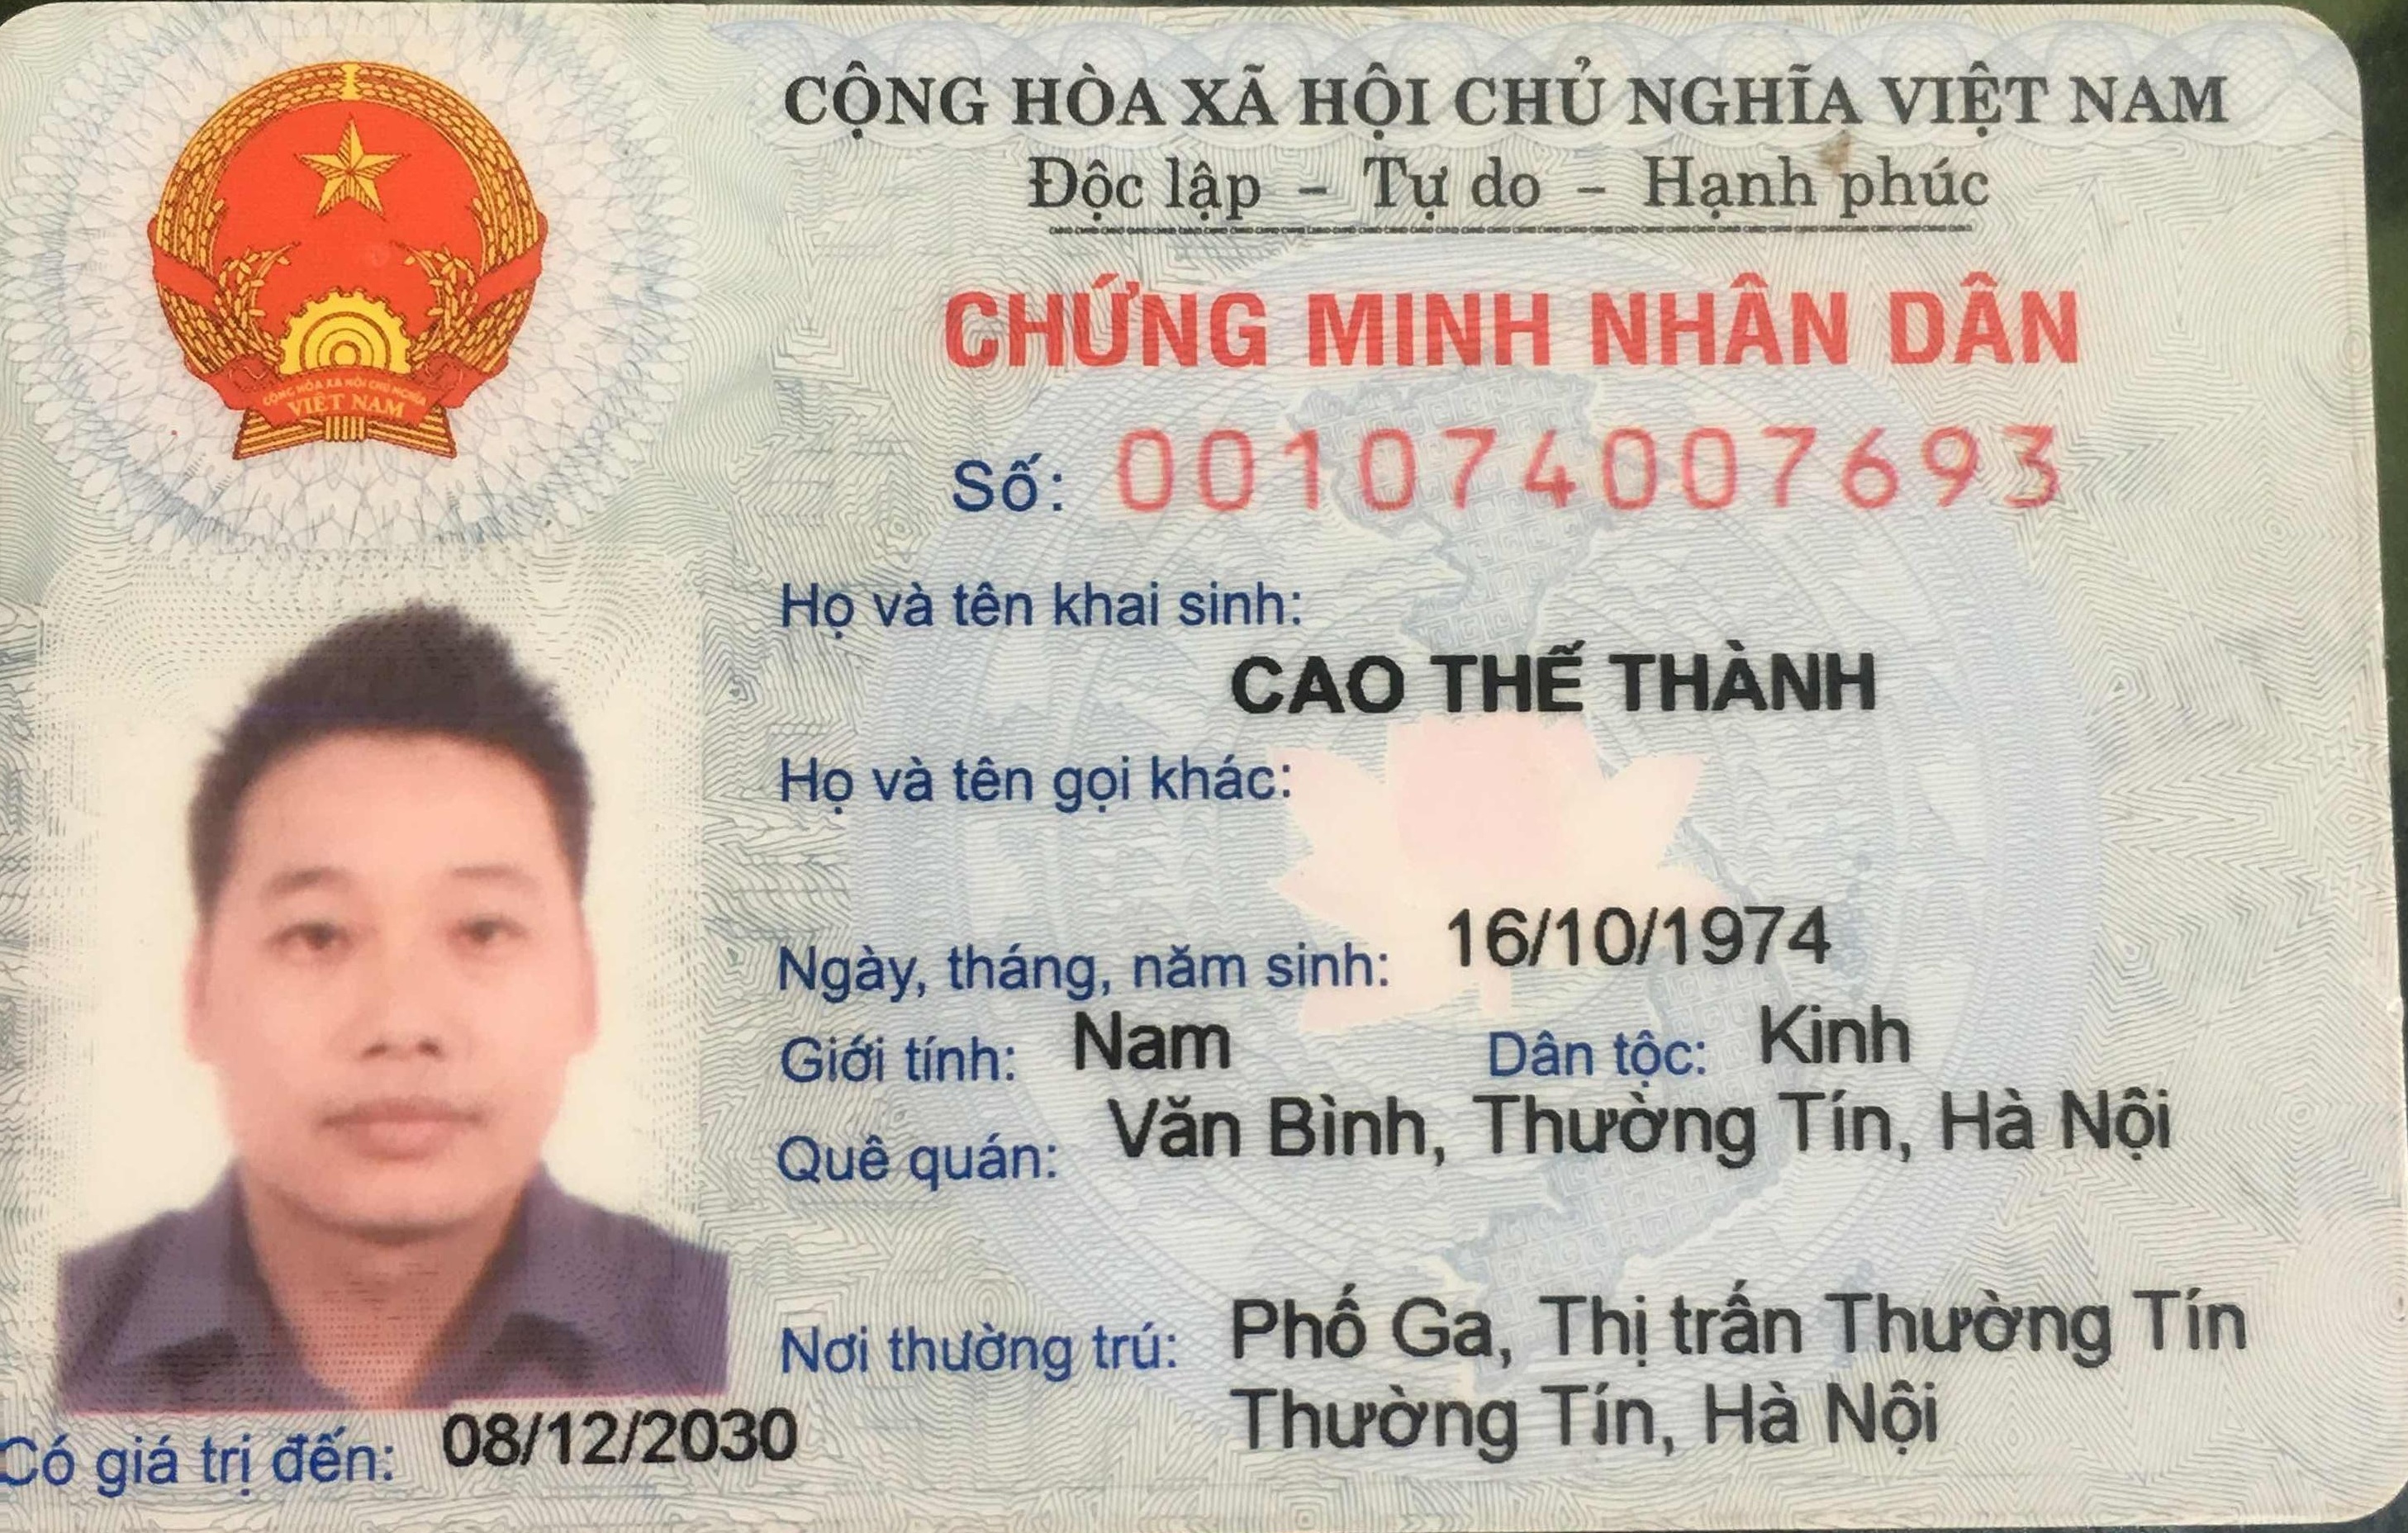 CỘNG HÒA XÃ HỘI CHỦ NGHĨA VIỆT NAM
Độc lập - Tự do - Hạnh phúc
CHỨNG MINH NHÂN DÂN
CỘNG HÒA XÃ HỘI CHỦ NGHĨA
VIỆT NAM
Số: 001074007693
Họ và tên khai sinh:
CAO THẾ THÀNH
Họ và tên gọi khác:
Ngày, tháng, năm sinh: 16/10/1974
Giới tính: Nam Dân tộc: Kinh
Quê quán: Văn Bình, Thường Tín, Hà Nội
Nơi thường trú: Phố Ga, Thị trấn Thường Tín
Thường Tín, Hà Nội
Có giá trị đến: 08/12/2030